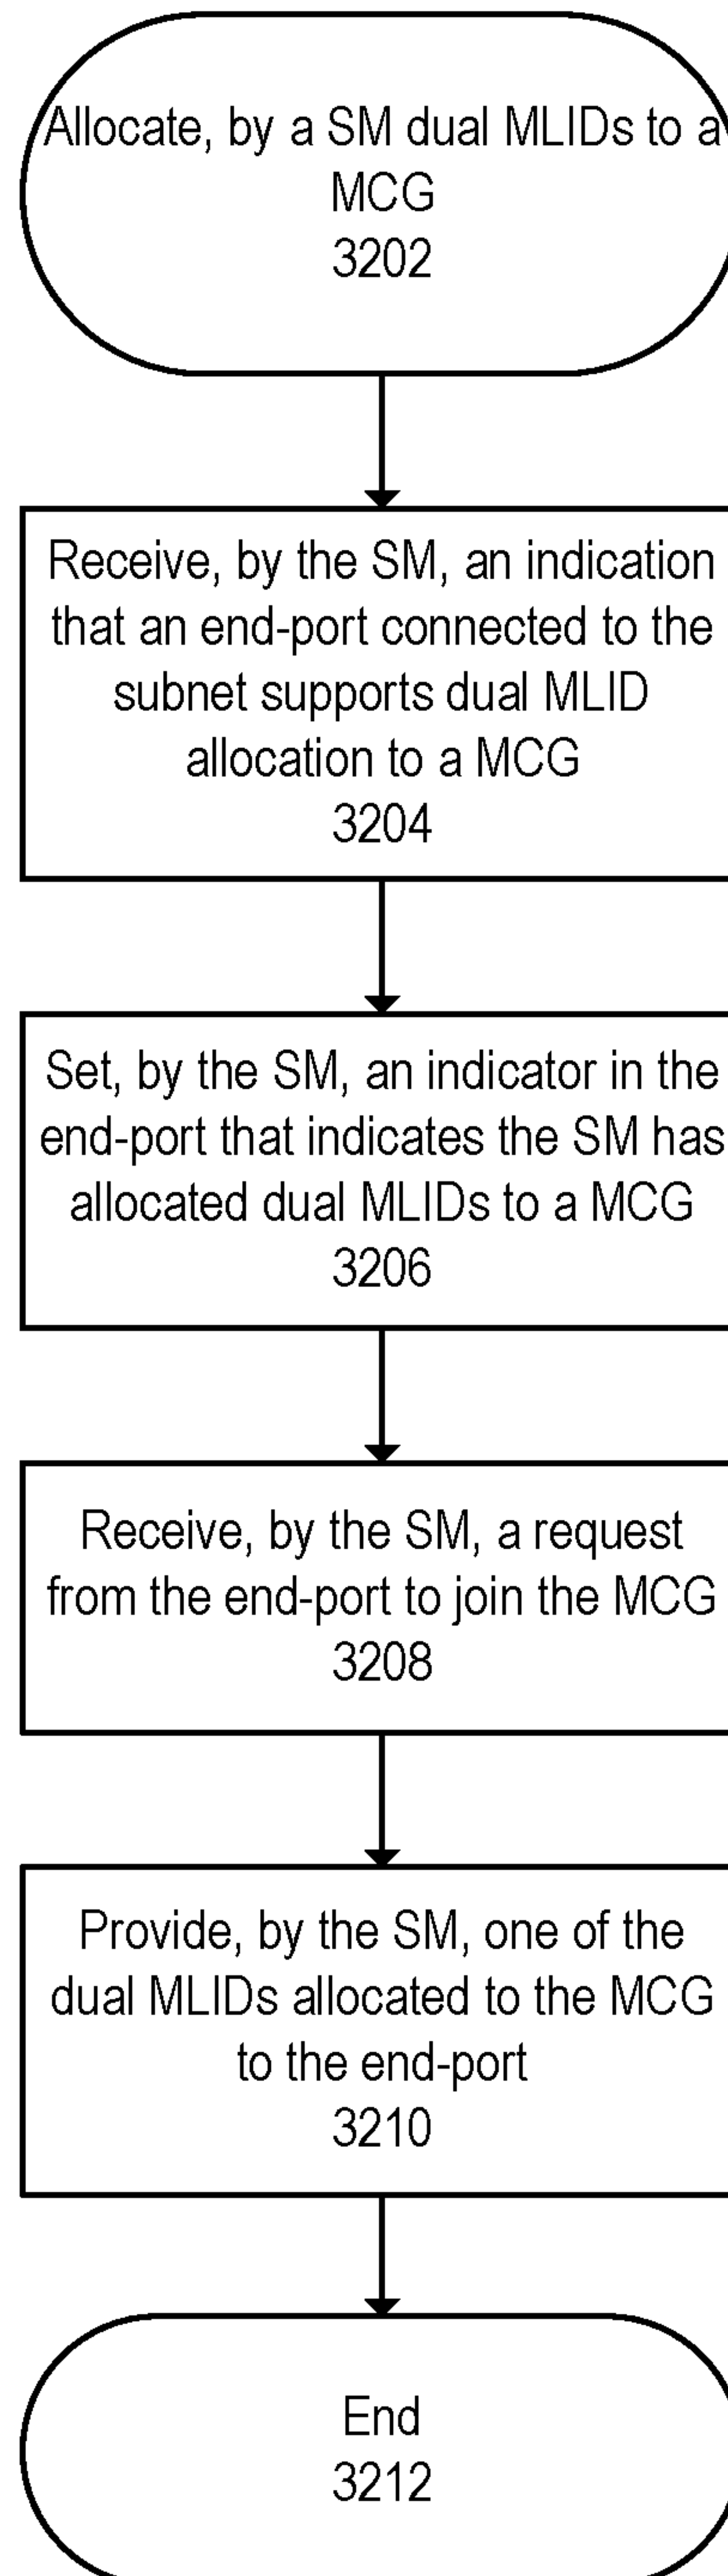 Allocate, by a SM dual MLIDs to a
MCG
3202
Receive, by the SM, an indication
that an end-port connected to the
subnet supports dual MLID
allocation to a MCG
3204
Set, by the SM, an indicator in the
end-port that indicates the SM has
allocated dual MLIDs to a MCG
3206
Receive, by the SM, a request
from the end-port to join the MCG
3208
Provide, by the SM, one of the
dual MLIDs allocated to the MCG
to the end-port
3210
End
3212